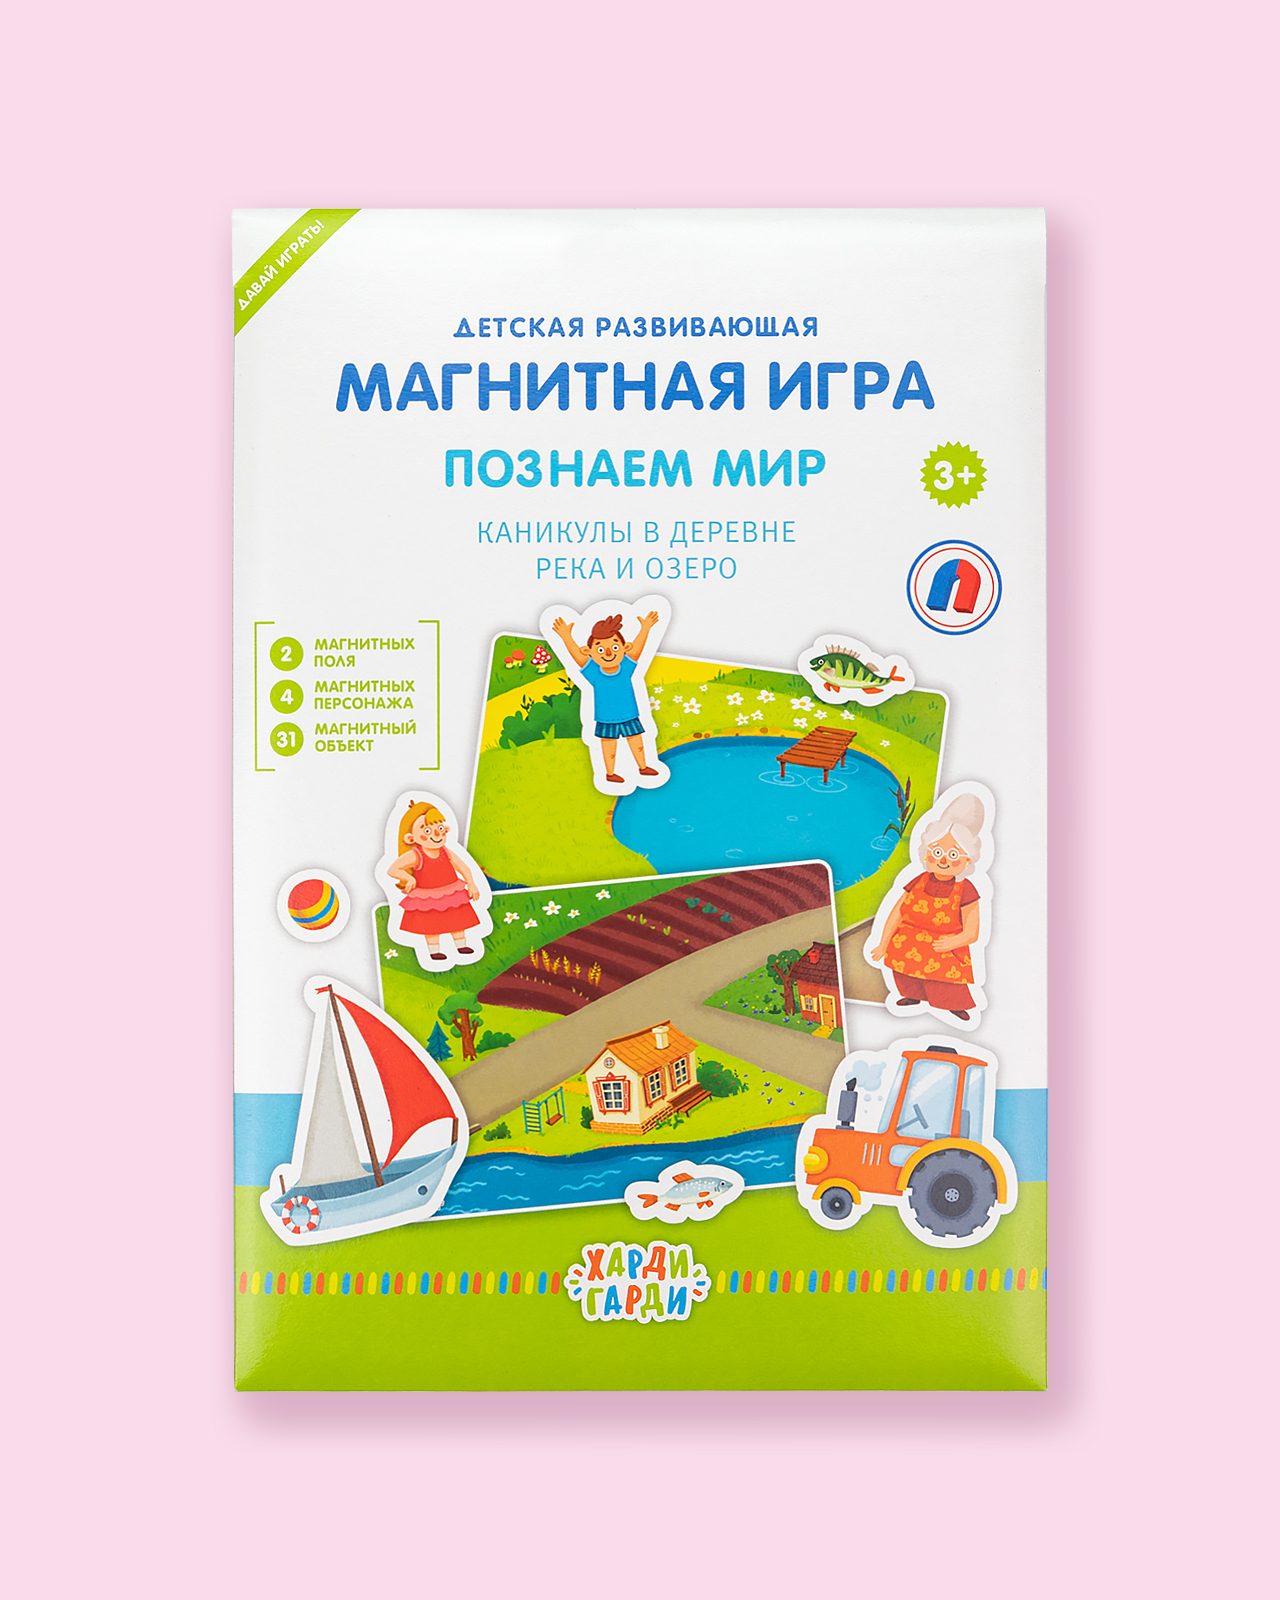 ДАВАЙ ИГРАТЬ!
ДЕТСКАЯ РАЗВИВАЮЩАЯ
МАГНИТНАЯ ИГРА
ПОЗНАЕМ МИР
3+
КАНИКУЛЫ В ДЕРЕВНЕ
РЕКА И ОЗЕРО
2 МАГНИТНЫХ
ПОЛЯ
4 МАГНИТНЫХ
ПЕРСОНАЖА
31 МАГНИТНЫЙ
ОБЪЕКТ
ХАРДИ
ГАРДИ